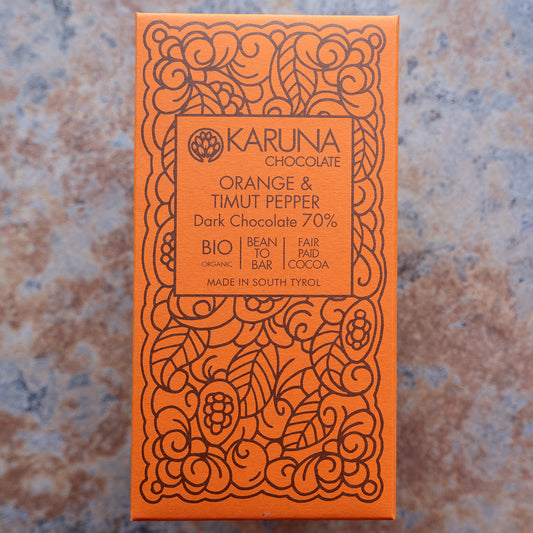 KARUNA
CHOCOLATE
ORANGE &
TIMUT PEPPER
Dark Chocolate 70%
BIO
ORGANIC
BEAN
TO
BAR
FAIR
PAID
COCOA
MADE IN SOUTH TYROL